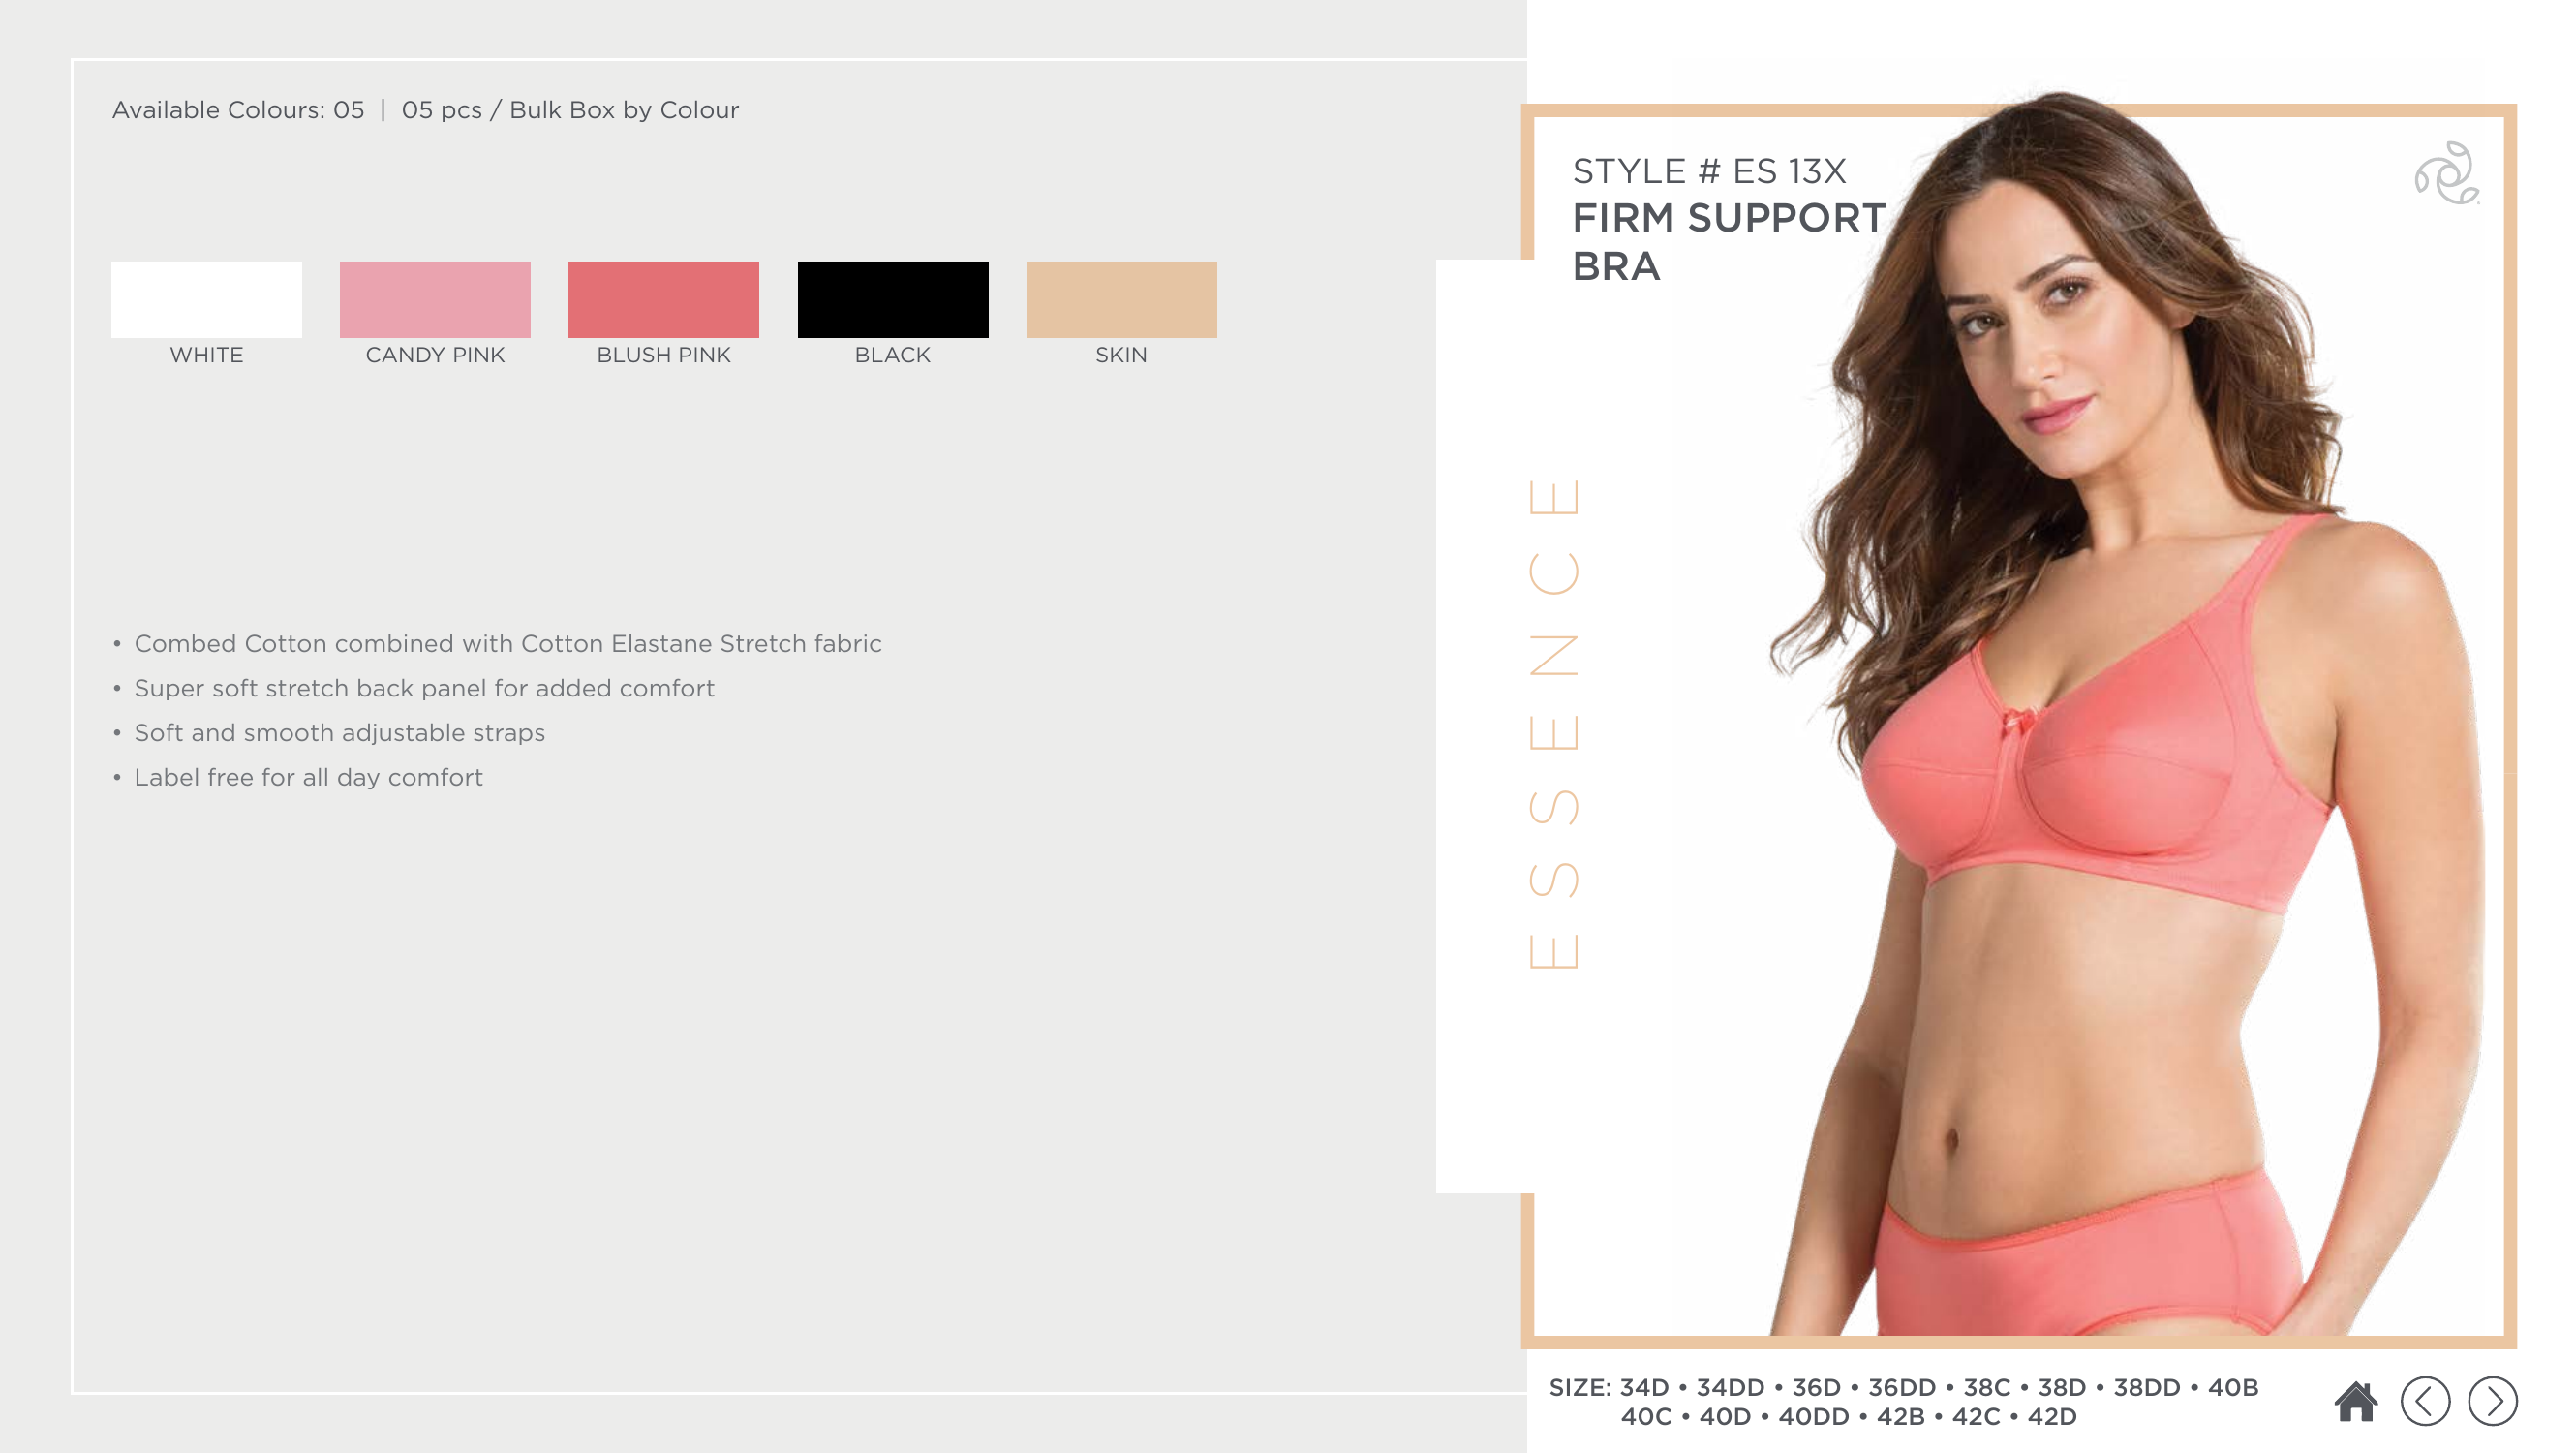 Available Colours: 05 | 05 pcs / Bulk Box by Colour
WHITE
CANDY PINK
BLUSH PINK
BLACK
SKIN
• Combed Cotton combined with Cotton Elastane Stretch fabric
• Super soft stretch back panel for added comfort
• Soft and smooth adjustable straps
• Label free for all day comfort
STYLE # ES 13X
FIRM SUPPORT
BRA
ESSENCE
SIZE: 34D • 34DD • 36D • 36DD • 38C • 38D • 38DD • 40B
40C • 40D • 40DD • 42B • 42C • 42D